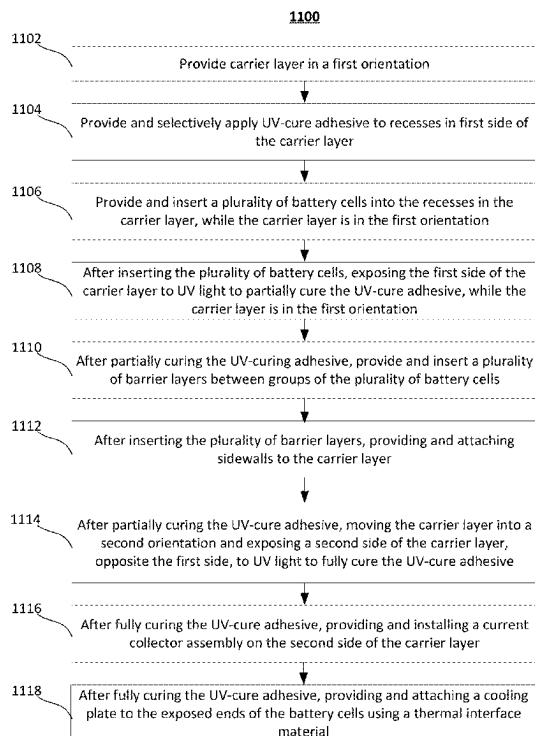 1100
1102
Provide carrier layer in a first orientation
1104
Provide and selectively apply UV-cure adhesive to recesses in first side of
the carrier layer
1106
Provide and insert a plurality of battery cells into the recesses in the
carrier layer, while the carrier layer is in the first orientation
1108
After inserting the plurality of battery cells, exposing the first side of the
carrier layer to UV light to partially cure the UV-cure adhesive, while the
carrier layer is in the first orientation
1110
After partially curing the UV-curing adhesive, provide and insert a plurality
of barrier layers between groups of the plurality of battery cells
1112
After inserting the plurality of barrier layers, providing and attaching
sidewalls to the carrier layer
1114
After partially curing the UV-cure adhesive, moving the carrier layer into a
second orientation and exposing a second side of the carrier layer,
opposite the first side, to UV light to fully cure the UV-cure adhesive
1116
After fully curing the UV-cure adhesive, providing and installing a current
collector assembly on the second side of the carrier layer
1118
After fully curing the UV-cure adhesive, providing and attaching a cooling
plate to the exposed ends of the battery cells using a thermal interface
material